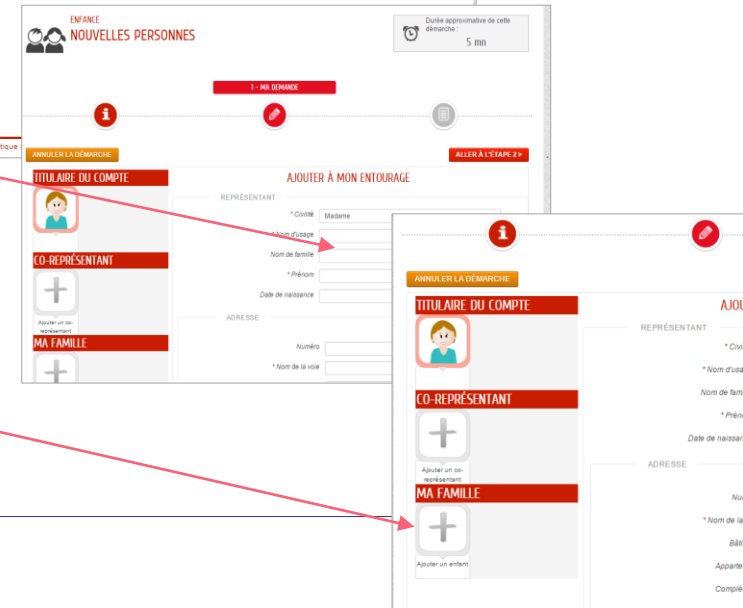 ENFANCE
NOUVELLES PERSONNES
Durée approximative de cette
démarche :
5 mn
1 - MA DEMANDE
tique
ANNULER LA DÉMARCHE
ALLER À L'ÉTAPE 2 >
TITULAIRE DU COMPTE
AJOUTER À MON ENTOURAGE
REPRÉSENTANT
* Civilité
Madame
* Nom d'usage
Nom de famille
* Prénom
Date de naissance
CO-REPRÉSENTANT
Ajouter un co-
représentant
ADRESSE
Numéro
* Nom de la voie
MA FAMILLE
ANNULER LA DÉMARCHE
TITULAIRE DU COMPTE
AJOU
REPRÉSENTANT
* Civi
* Nom d'usa
Nom de fam
* Préno
Date de naissan
CO-REPRÉSENTANT
Ajouter un co-
représentant
ADRESSE
Nu
* Nom de la
Bâti
Apparte
Complé
MA FAMILLE
Ajouter un enfant